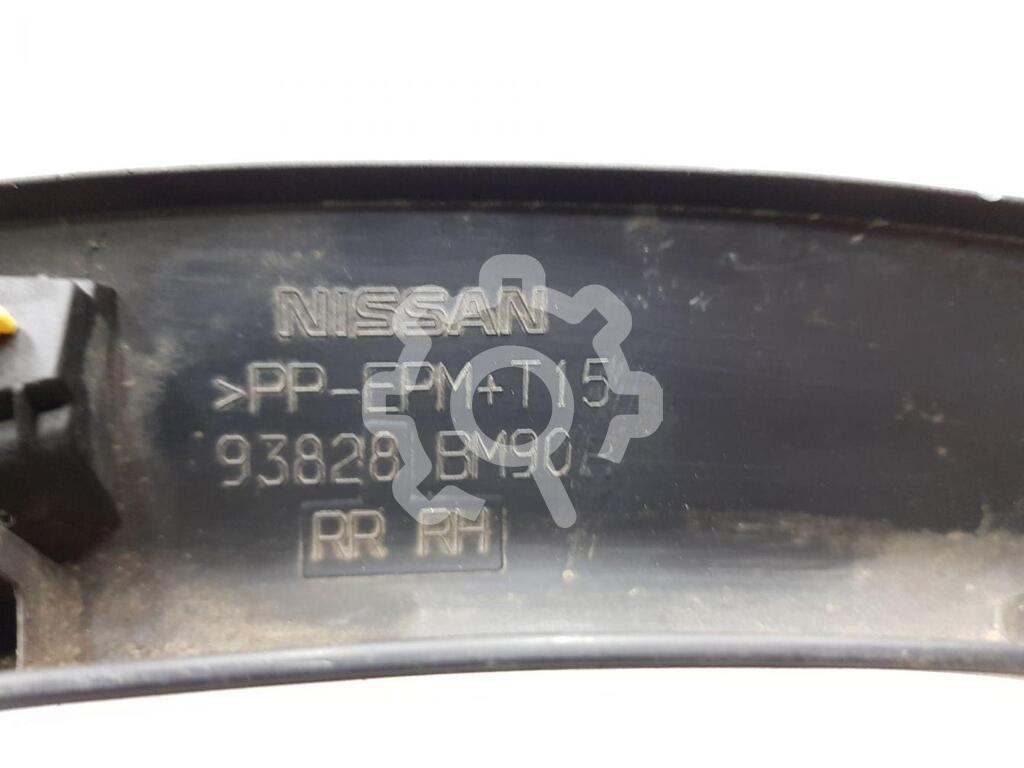 NISSAN
>PP-EPM+T15
93828 BM90
RR RH